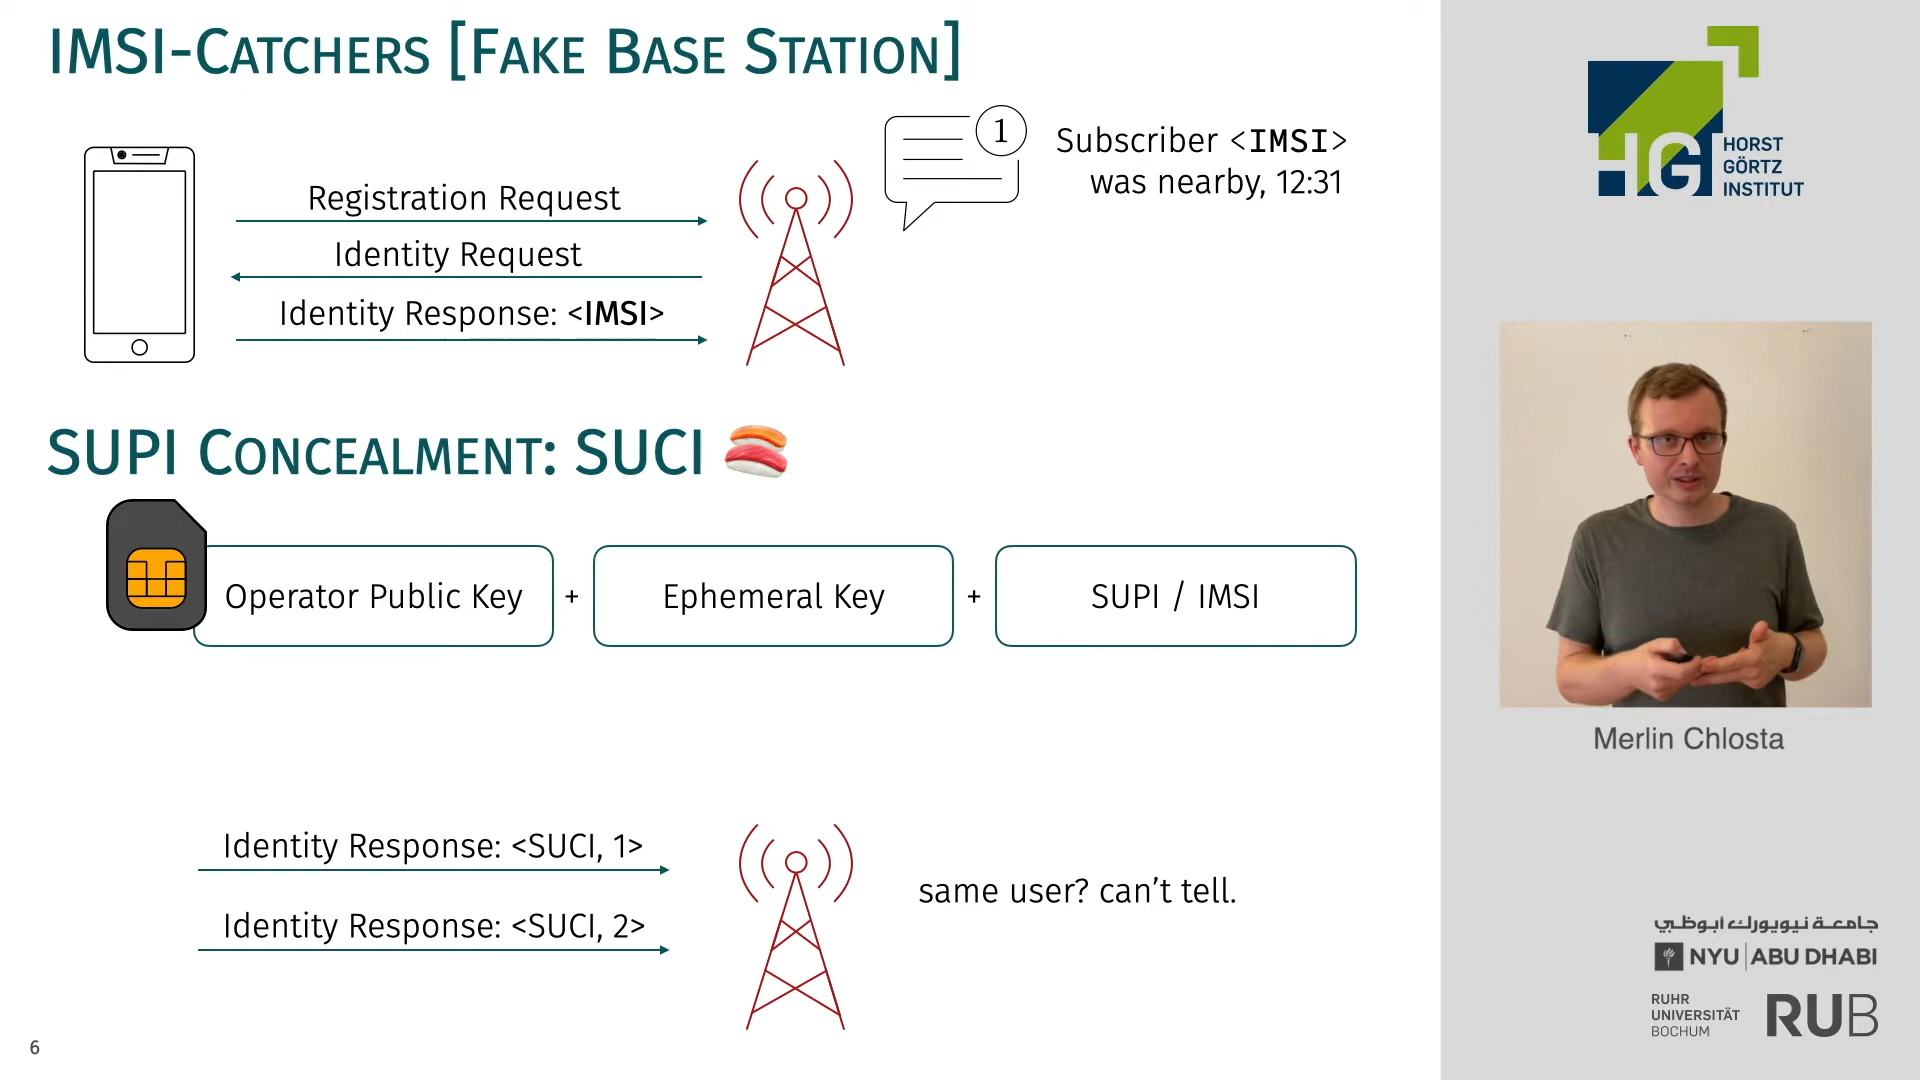 IMSI-Catchers [Fake Base Station]
Registration Request
Identity Request
Identity Response: <IMSI>
1
Subscriber <IMSI>
was nearby, 12:31
SUPI Concealment: SUCI
Operator Public Key
+
Ephemeral Key
+
SUPI / IMSI
Identity Response: <SUCI, 1>
Identity Response: <SUCI, 2>
same user? can't tell.
6
HGI
HORST
GÖRTZ
INSTITUT
Merlin Chlosta
جامعة نيويورك أبوظبي
NYU ABU DHABI
RUHR
UNIVERSITÄT
BOCHUM
RUB